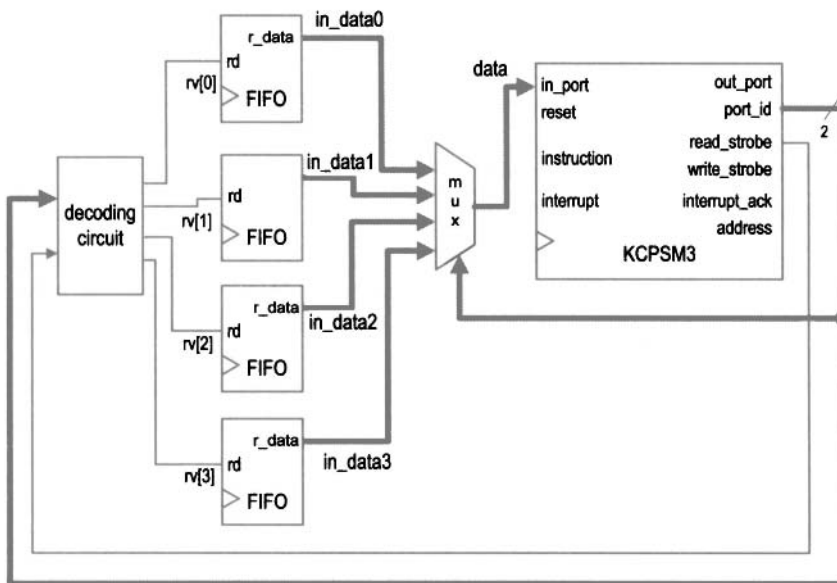 in_data0
r_data
rd
rv[0]
FIFO
in_data1
rd
rv[1]
FIFO
r_data
in_data2
rd
rv[2]
FIFO
r_data
in_data3
rd
rv[3]
FIFO
decoding
circuit
m
u
x
data
in_port
out_port
reset
port_id
2
read_strobe
instruction
write_strobe
interrupt
interrupt_ack
address
KCPSM3